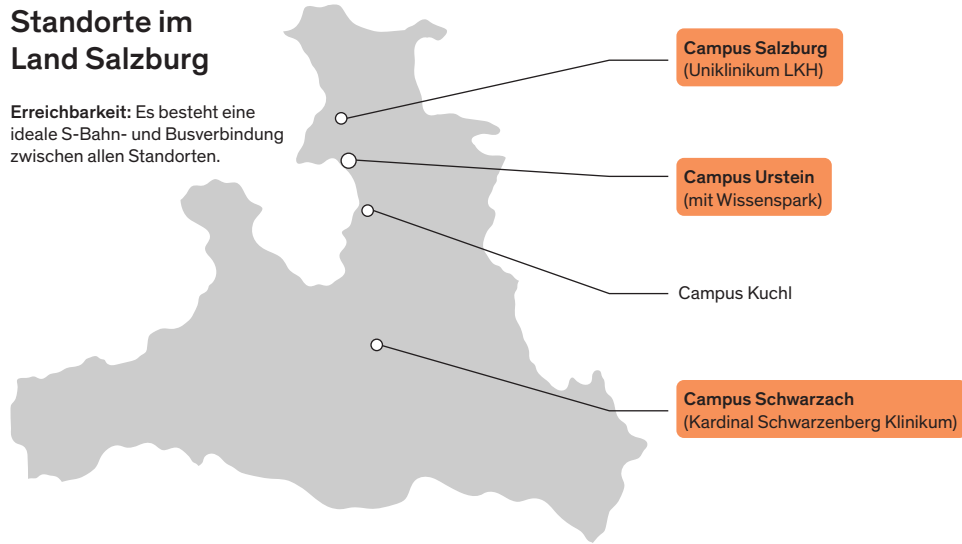 Standorte im
Land Salzburg
Erreichbarkeit: Es besteht eine
ideale S-Bahn- und Busverbindung
zwischen allen Standorten.
Campus Salzburg
(Uniklinikum LKH)
Campus Urstein
(mit Wissenspark)
Campus Kuchl
Campus Schwarzach
(Kardinal Schwarzenberg Klinikum)